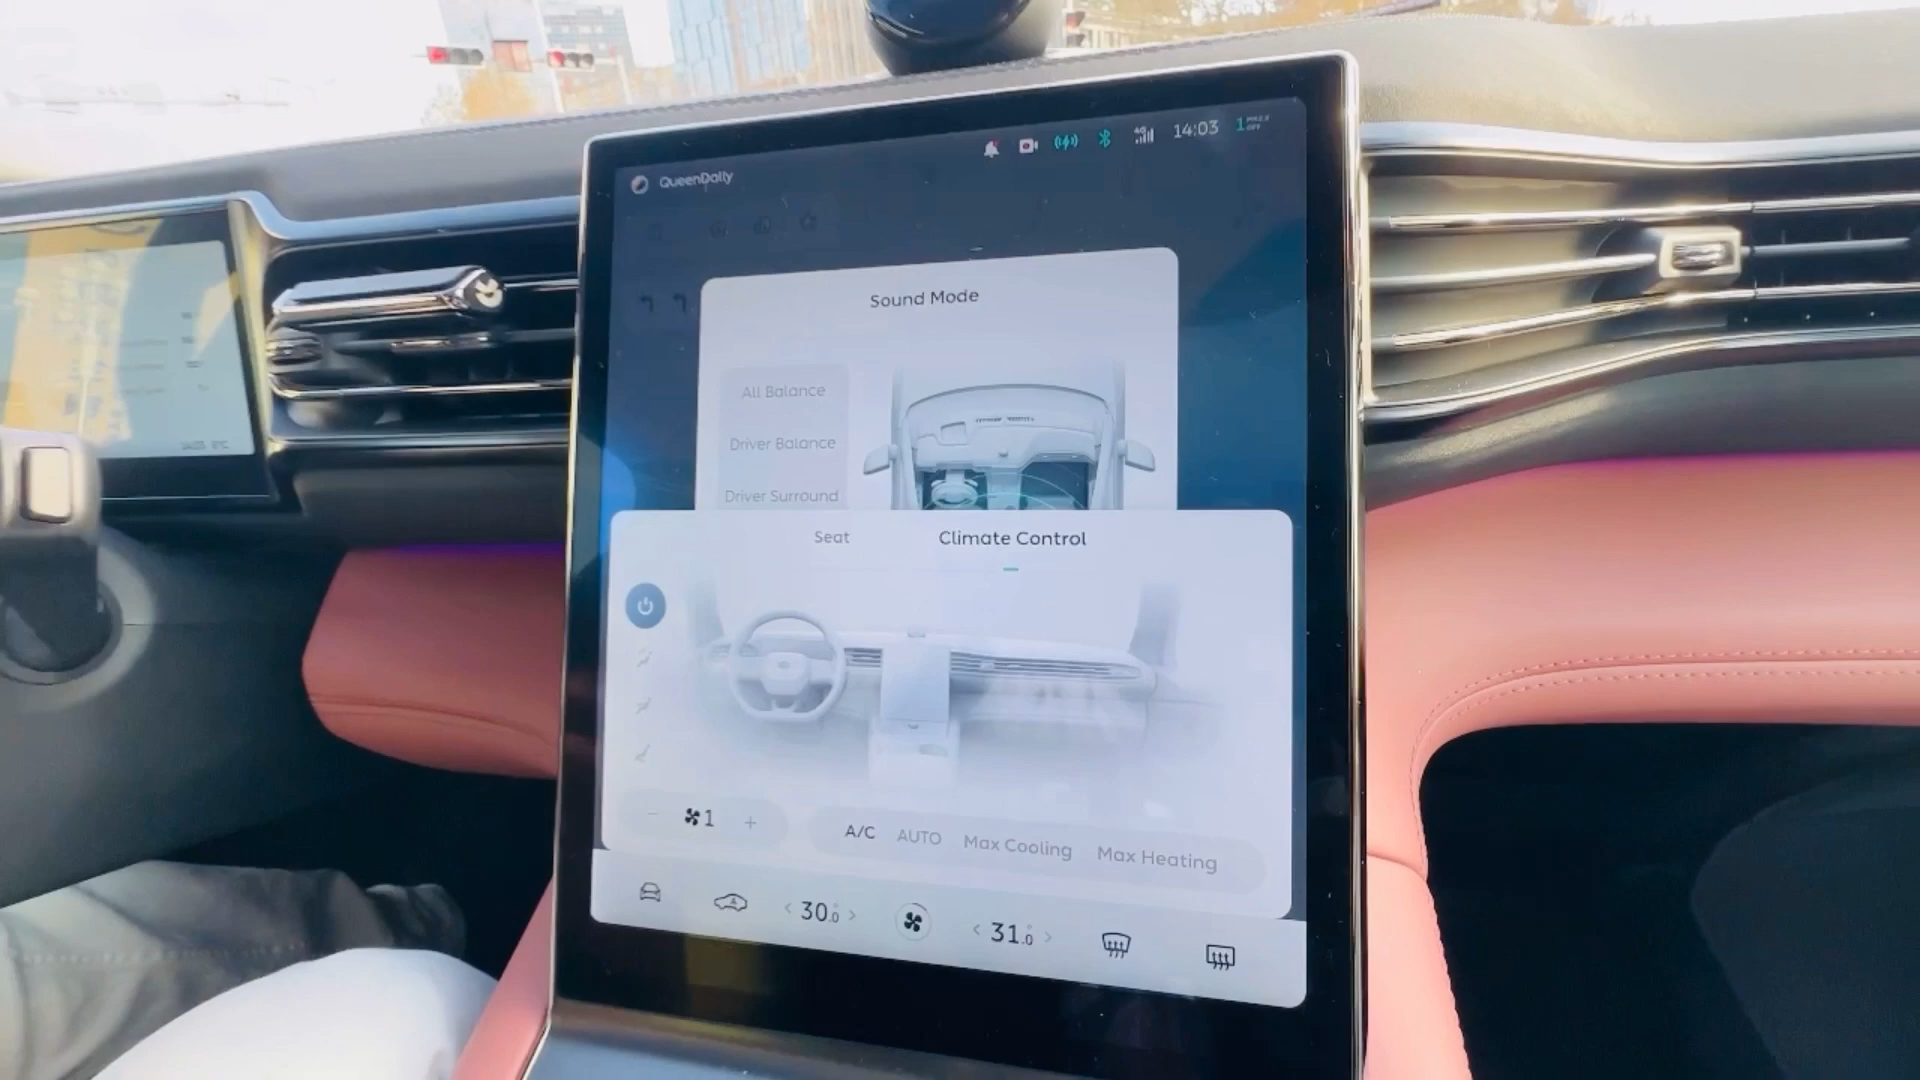 14:03
QueenDally
Sound Mode
All Balance
Driver Balance
Driver Surround
Seat Climate Control
1
A/C AUTO Max Cooling Max Heating
30.0
31.0